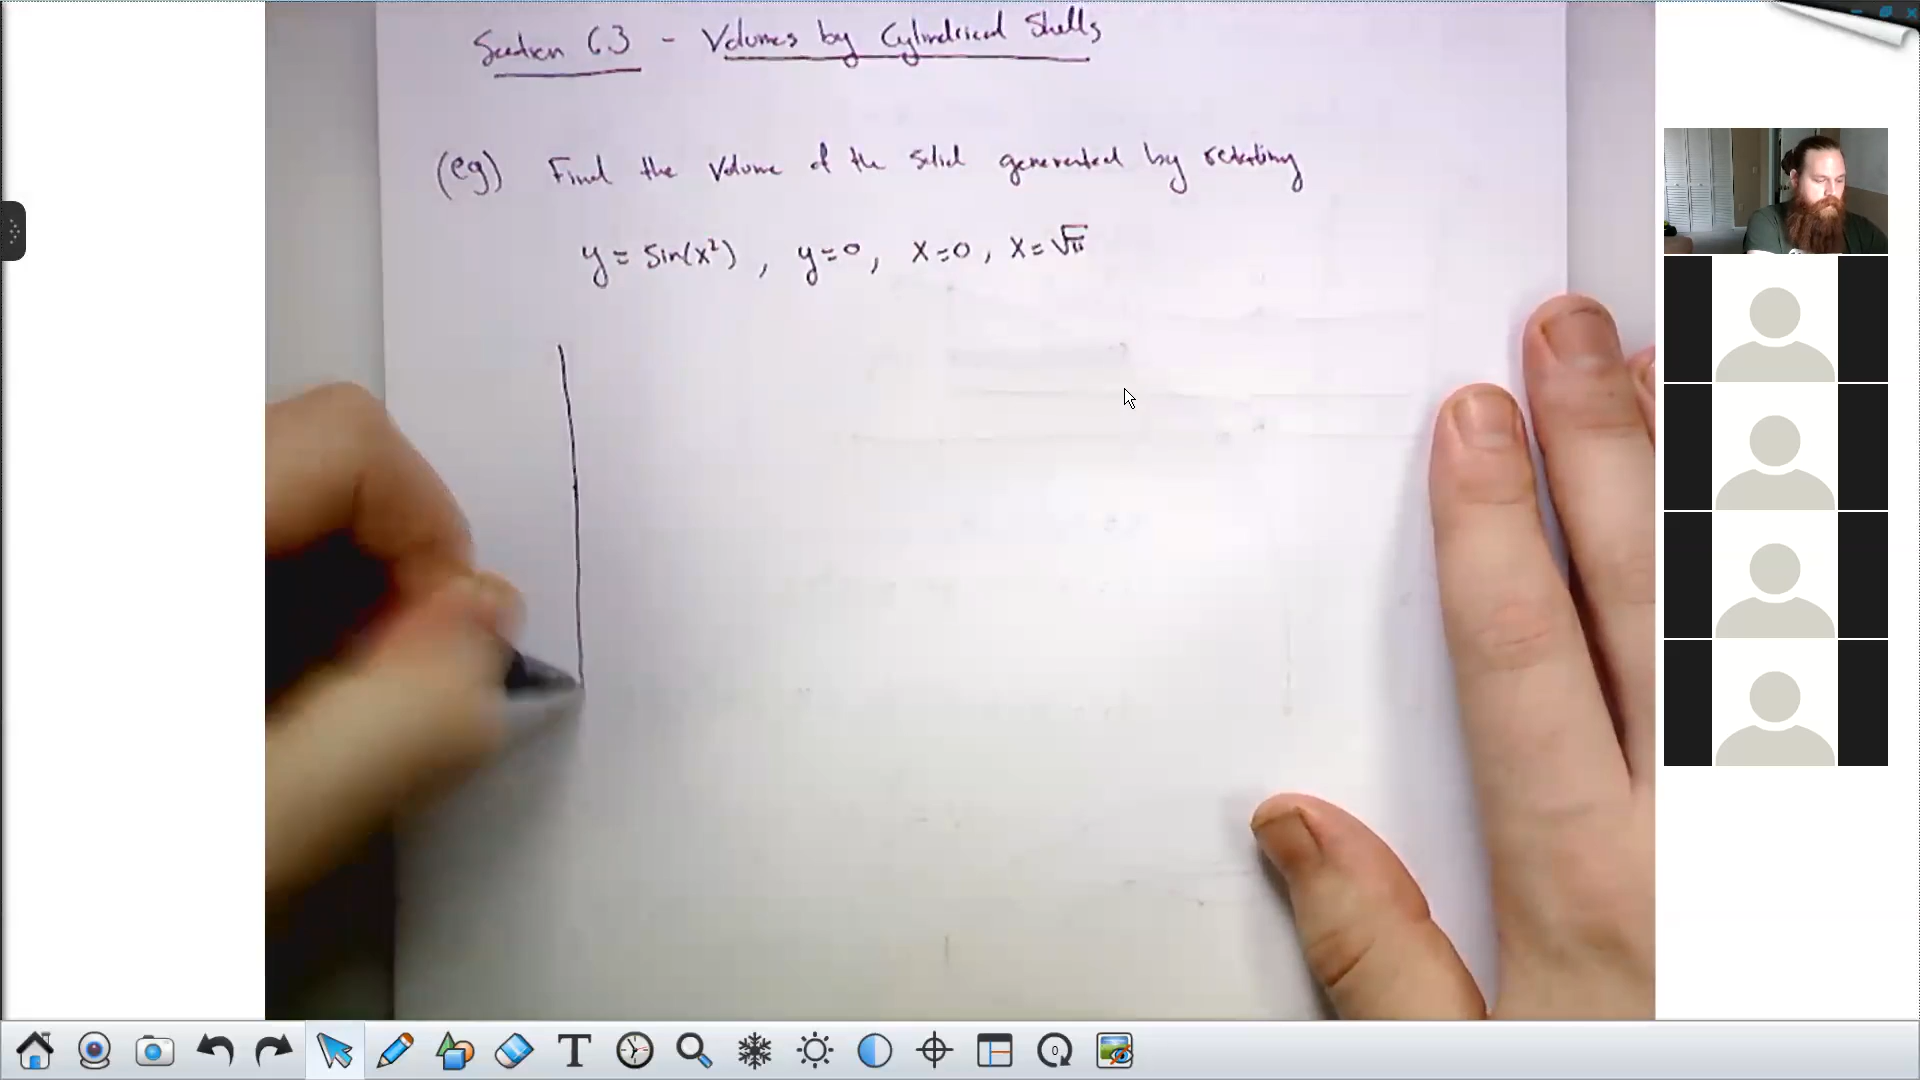 Section 6.3 - Volumes by Cylindrical Shells
(eg) Find the Volume of the solid generated by rotating
y = sin(x²), y=0, x=0, x=√π
T
0